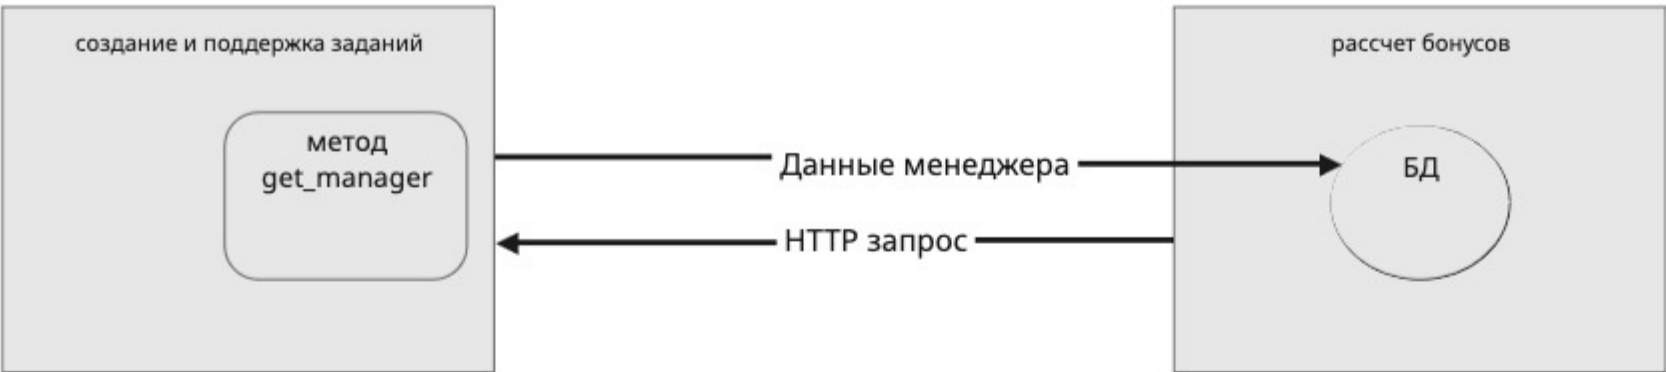 создание и поддержка заданий
метод
get_manager
Данные менеджера
HTTP запрос
рассчет бонусов
БД